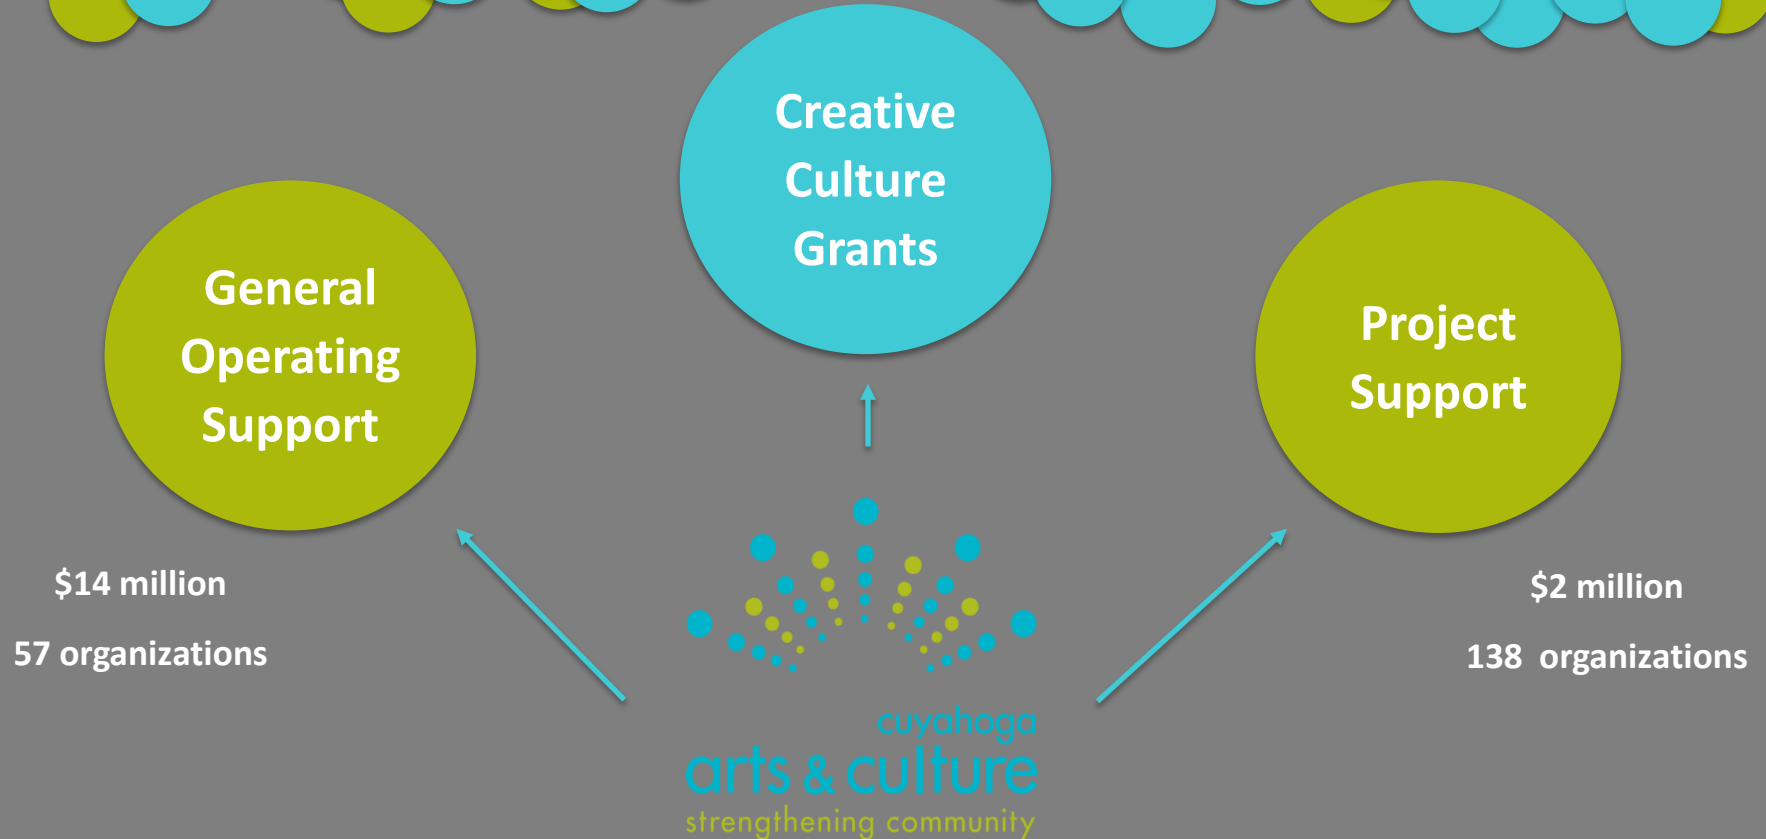 Creative
Culture
Grants
General
Operating
Support
$14 million
57 organizations
Project
Support
$2 million
138 organizations
cuyahoga
arts & culture
strengthening community